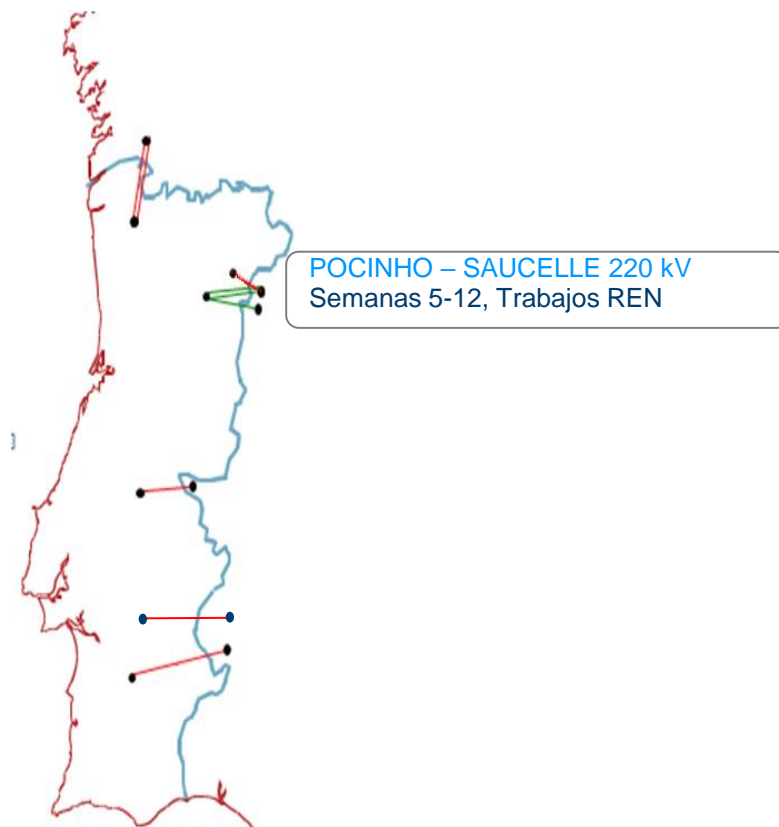 POCINHO – SAUCELLE 220 kV
Semanas 5-12, Trabajos REN